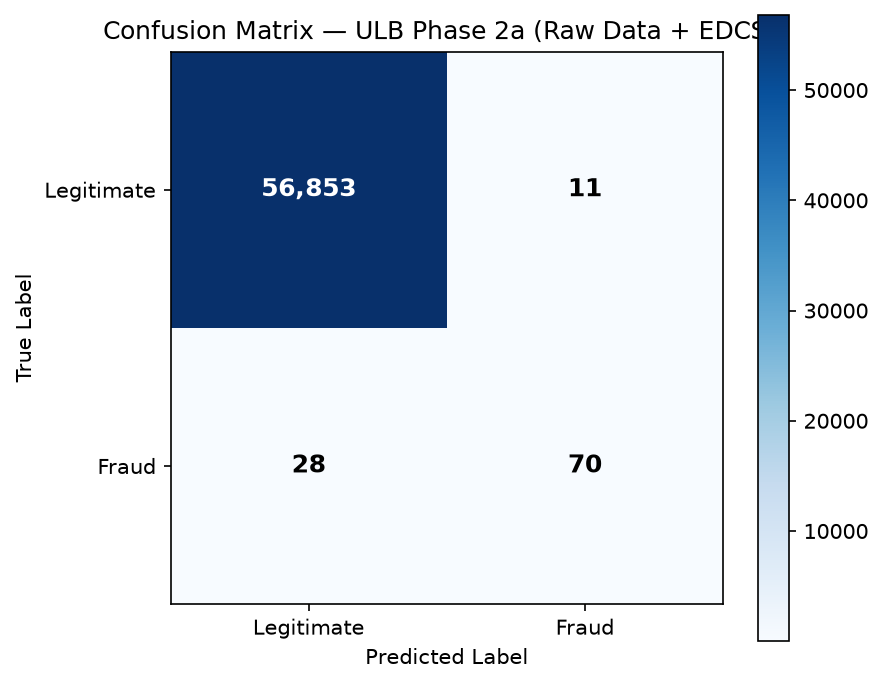 Confusion Matrix — ULB Phase 2a (Raw Data + EDCS
50000
Legitimate
56,853
11
40000
30000
True Label
20000
Fraud
28
70
10000
Legitimate
Fraud
Predicted Label